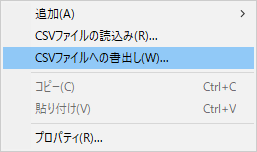 追加(A)
CSVファイルの読込み(R)...
CSVファイルへの書出し(W)...
コピー(C) Ctrl+C
貼り付け(V) Ctrl+V
プロパティ(R)...